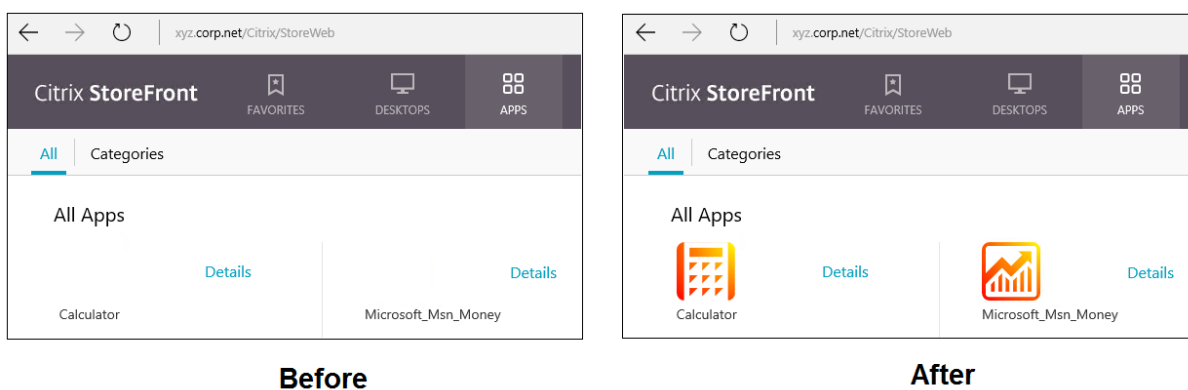 xyz.corp.net/Citrix/StoreWeb
Citrix StoreFront
FAVORITES
DESKTOPS
APPS
All
Categories
All Apps
Details
Details
Calculator
Microsoft_Msn_Money
Before
xyz.corp.net/Citrix/StoreWeb
Citrix StoreFront
FAVORITES
DESKTOPS
APPS
All
Categories
All Apps
Details
Details
Calculator
Microsoft_Msn_Money
After